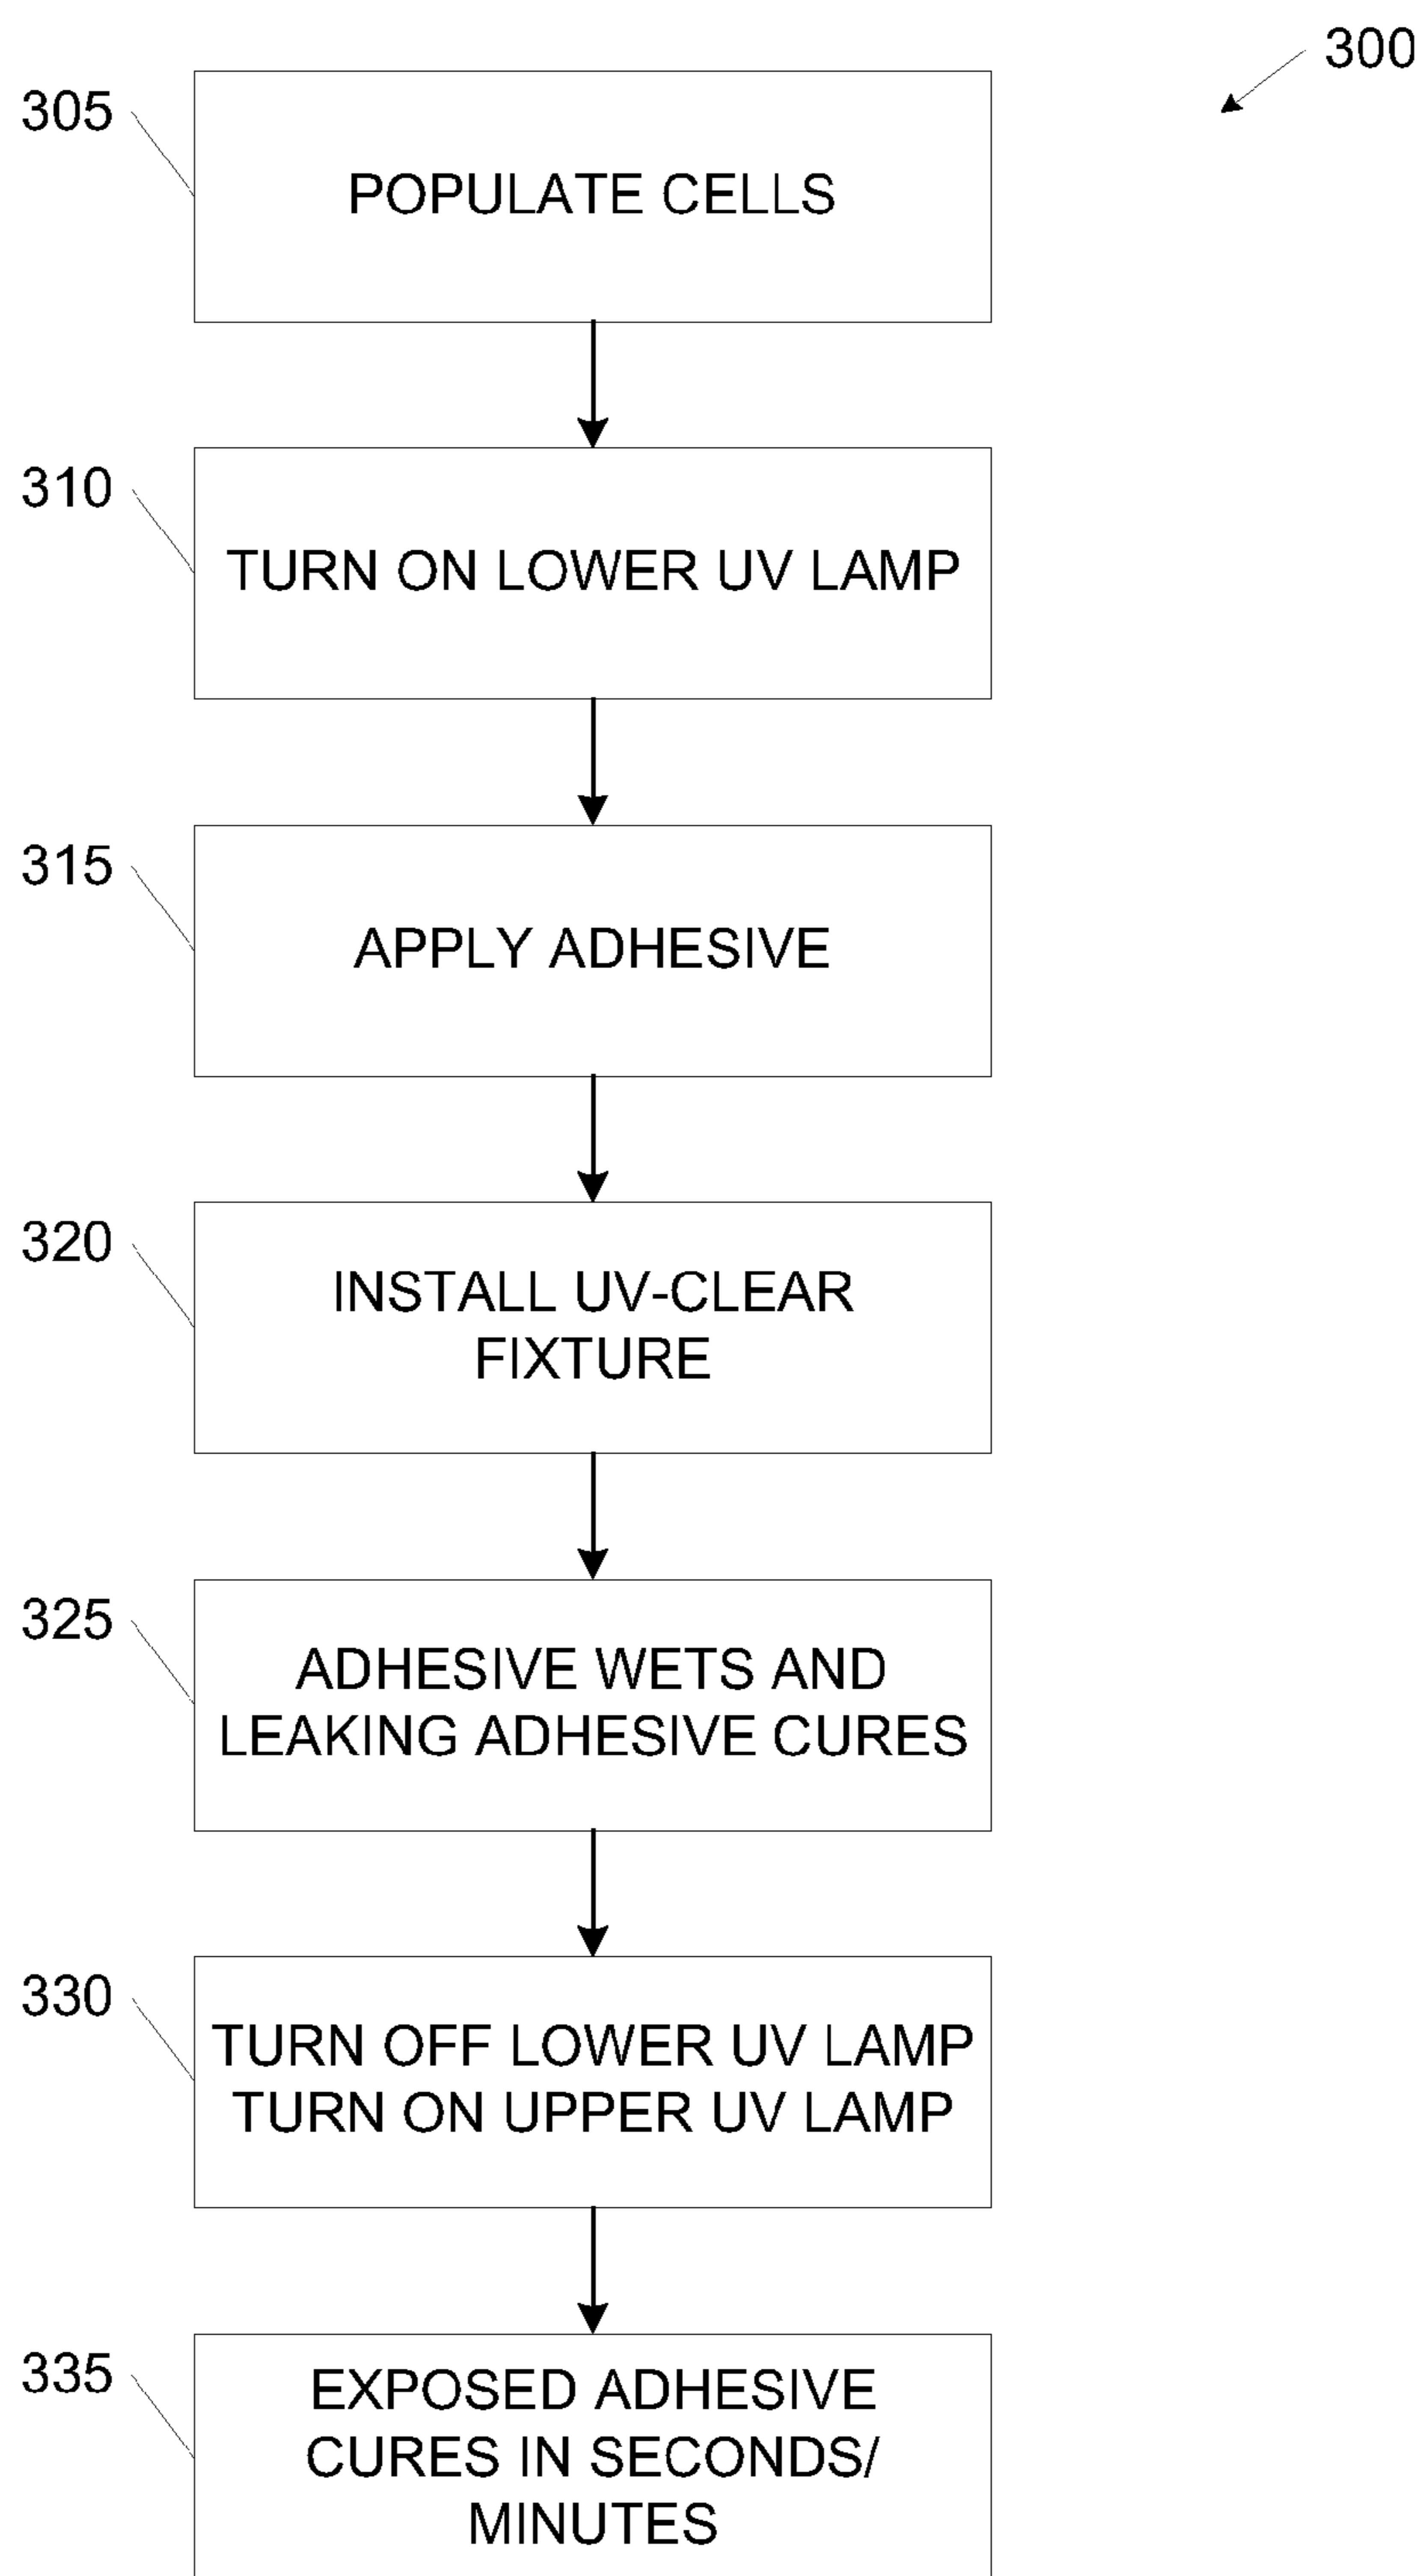 300
305
POPULATE CELLS
310
TURN ON LOWER UV LAMP
315
APPLY ADHESIVE
320
INSTALL UV-CLEAR
FIXTURE
325
ADHESIVE WETS AND
LEAKING ADHESIVE CURES
330
TURN OFF LOWER UV LAMP
TURN ON UPPER UV LAMP
335
EXPOSED ADHESIVE
CURES IN SECONDS/
MINUTES